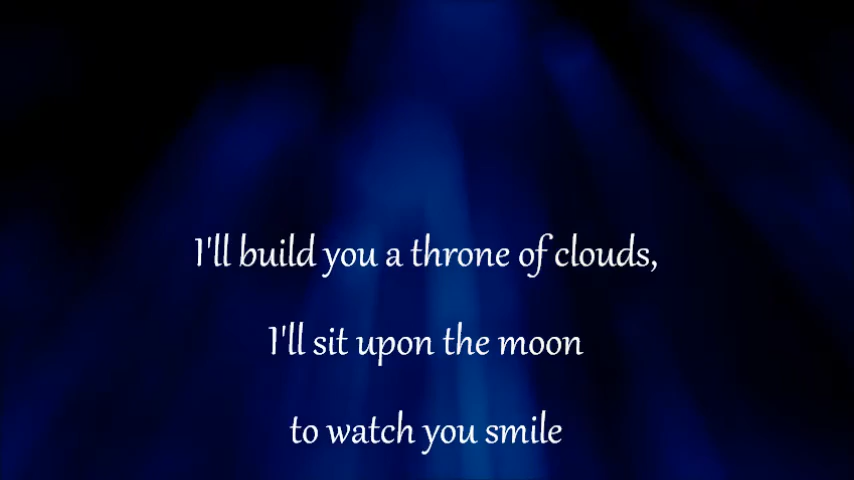 I'll build you a throne of clouds,
I'll sit upon the moon
to watch you smile